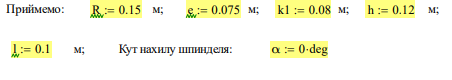 Приймемо: R := 0.15 м; e := 0.075 м; k1 := 0.08 м; h := 0.12 м;
l := 0.1 м; Кут нахилу шпинделя: α := 0·deg